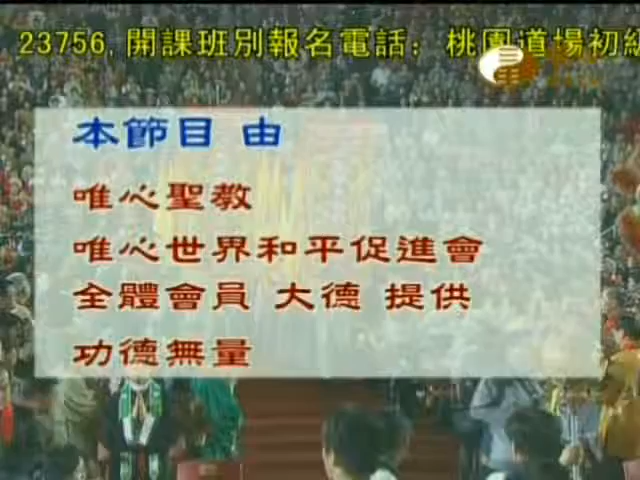 23756,開課班別報名電話：桃園道場初級
本節目 由
唯心聖教
唯心世界和平促進會
全體會員 大德 提供
功德無量